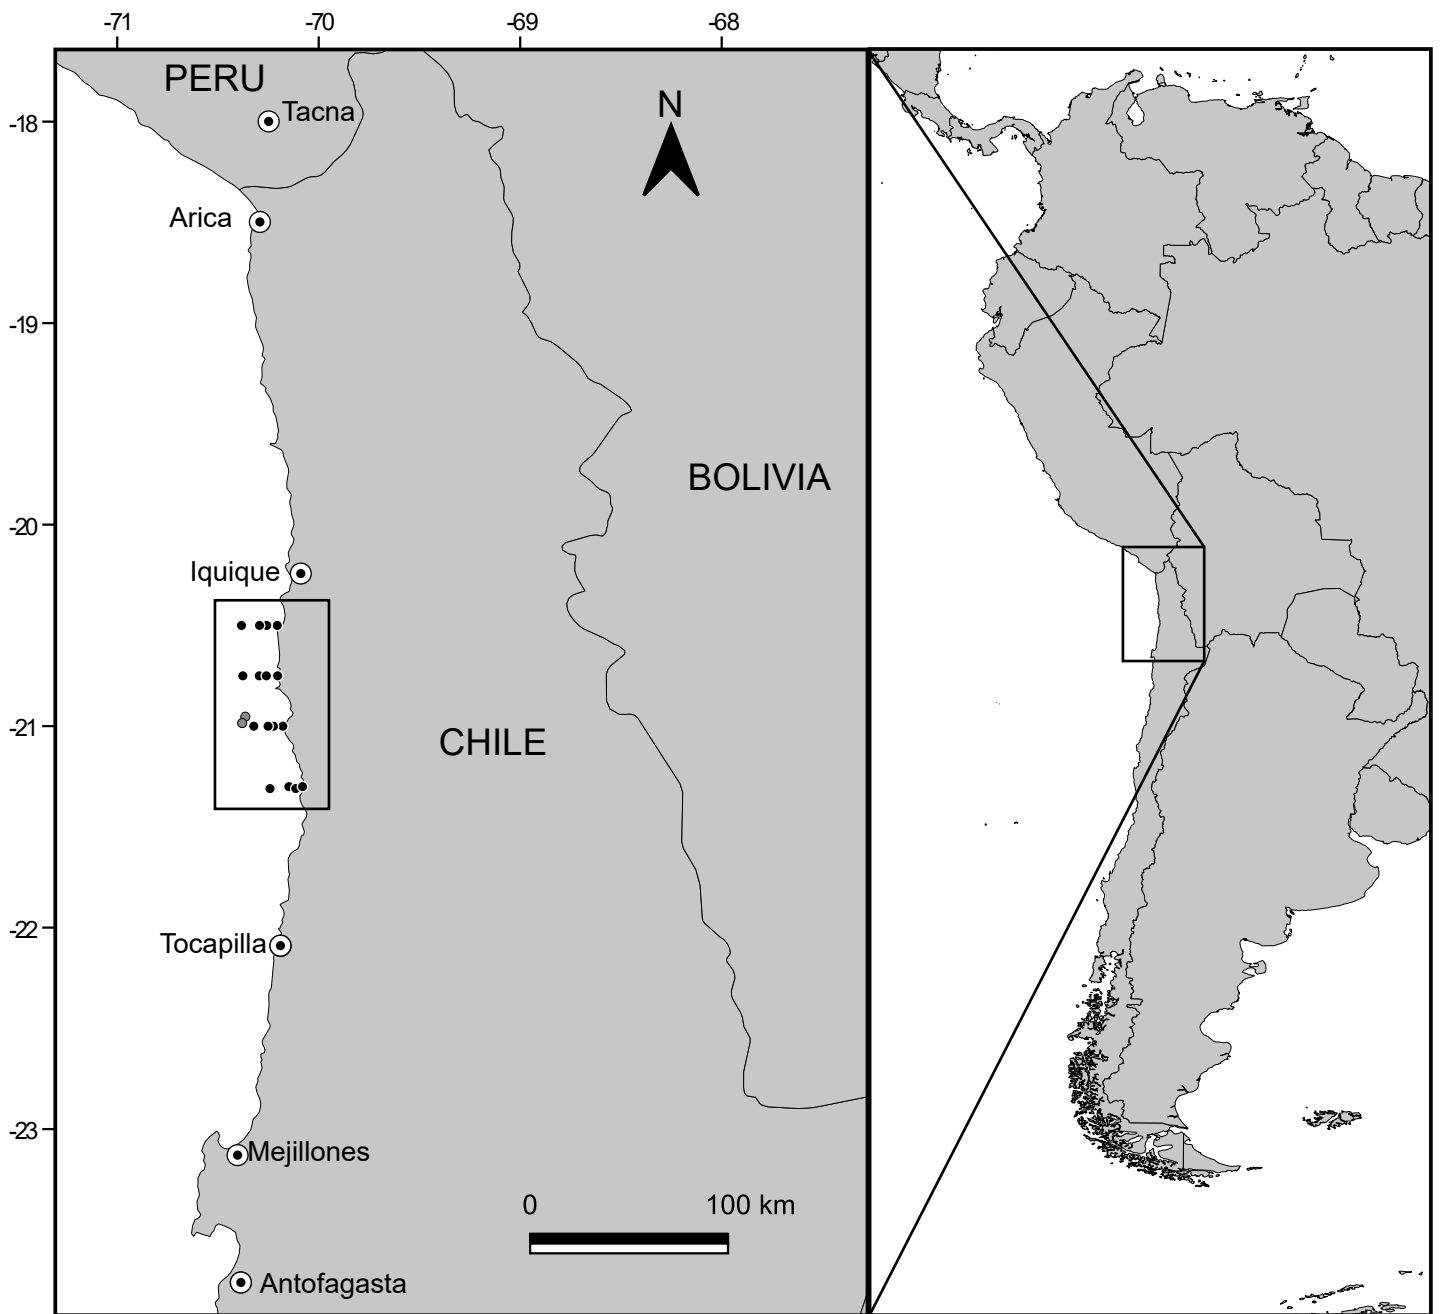 -71 -70 -69 -68
PERU
Tacna
N
-18
Arica
-19
BOLIVIA
-20
Iquique
-21
CHILE
-22
Tocapilla
-23
Mejillones
0 100 km
Antofagasta